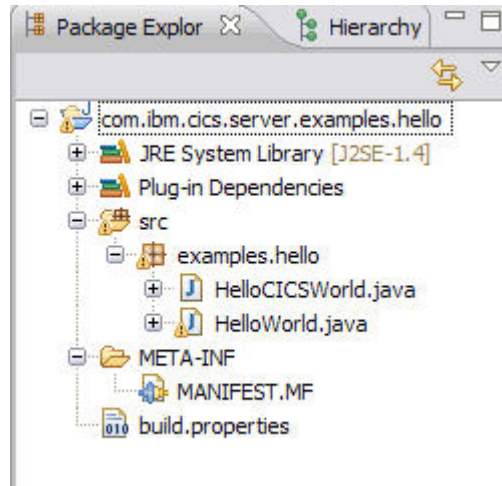 Package Explor Hierarchy
com.ibm.cics.server.examples.hello
JRE System Library [J2SE-1.4]
Plug-in Dependencies
src
examples.hello
HelloCICSWorld.java
HelloWorld.java
META-INF
MANIFEST.MF
build.properties